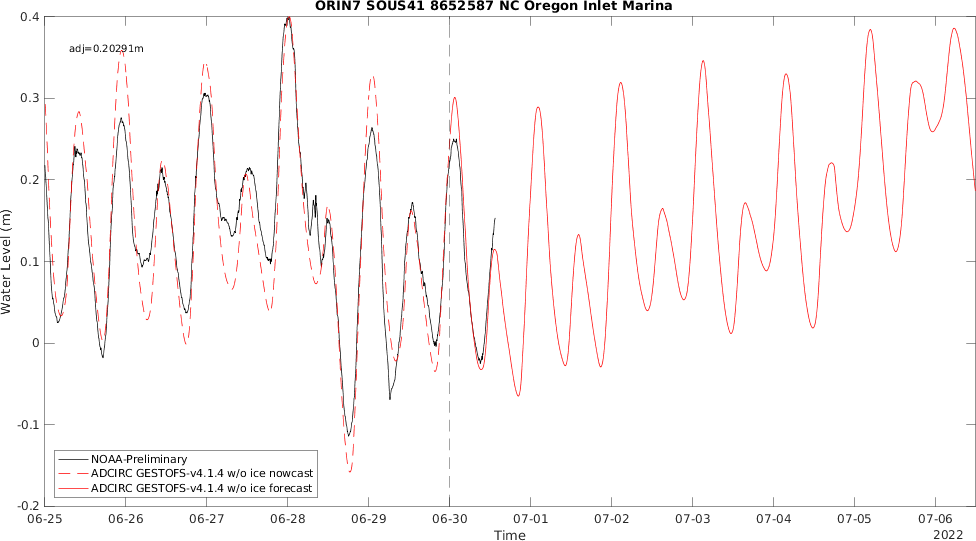 ORIN7 SOUS41 8652587 NC Oregon Inlet Marina
adj=0.20291m
0.4
0.3
0.2
0.1
0
-0.1
-0.2
Water Level (m)
NOAA-Preliminary
ADCIRC GESTOFS-v4.1.4 w/o ice nowcast
ADCIRC GESTOFS-v4.1.4 w/o ice forecast
06-25 06-26 06-27 06-28 06-29 06-30 07-01 07-02 07-03 07-04 07-05 07-06
Time
2022